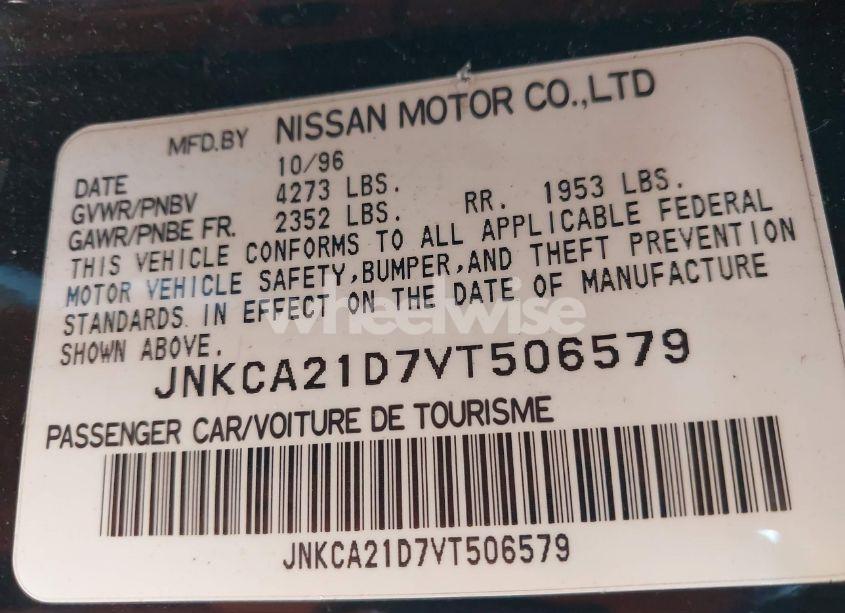 MFD.BY NISSAN MOTOR CO.,LTD
DATE 10/96
GVWR/PNBV 4273 LBS.
GAWR/PNBE FR. 2352 LBS. RR. 1953 LBS.
THIS VEHICLE CONFORMS TO ALL APPLICABLE FEDERAL
MOTOR VEHICLE SAFETY,BUMPER,AND THEFT PREVENTION
STANDARDS IN EFFECT ON THE DATE OF MANUFACTURE
SHOWN ABOVE.
wheelwise
JNKCA21D7VT506579
PASSENGER CAR/VOITURE DE TOURISME
JNKCA21D7VT506579